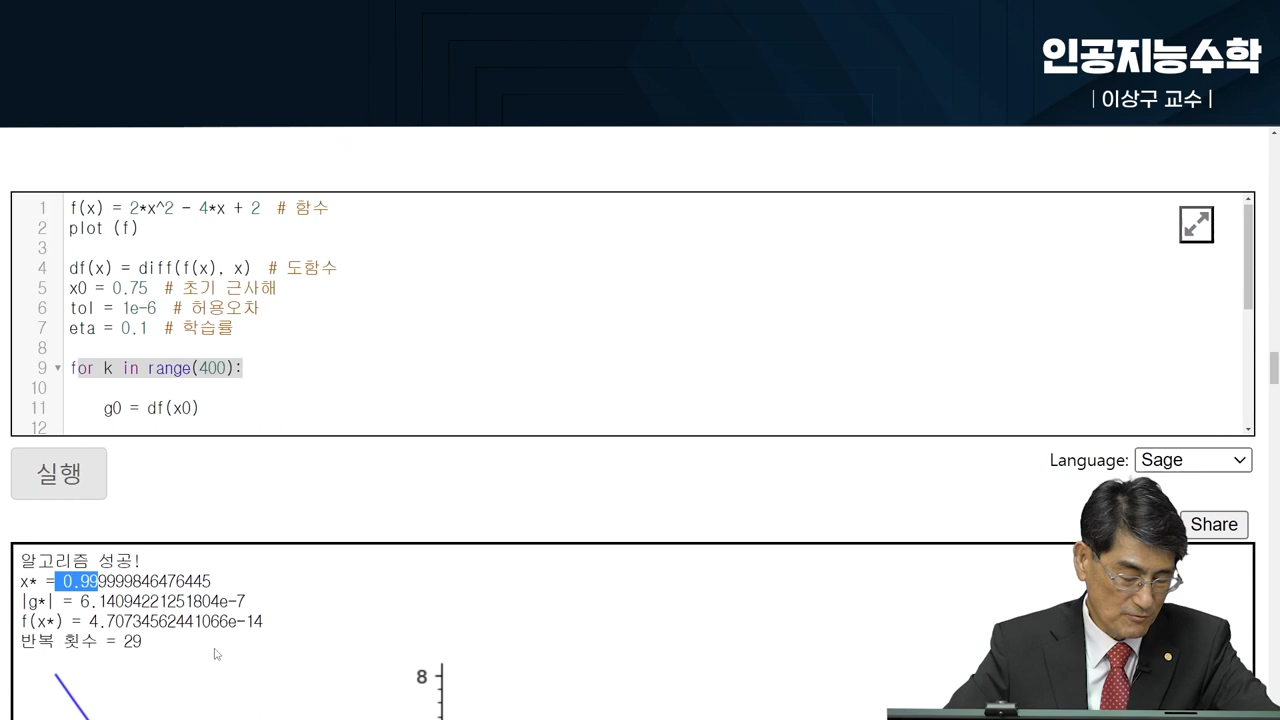 인공지능수학
| 이상구 교수 |
1 f(x) = 2*x^2 - 4*x + 2 # 함수
2 plot (f)
3
4 df(x) = diff(f(x), x) # 도함수
5 x0 = 0.75 # 초기 근사해
6 tol = 1e-6 # 허용오차
7 eta = 0.1 # 학습률
8
9 for k in range(400):
10
11 g0 = df(x0)
12
실행
Language: Sage
Share
알고리즘 성공!
x* = 0.999999846476445
|g*| = 6.14094221251804e-7
f(x*) = 4.70734562441066e-14
반복 횟수 = 29
8